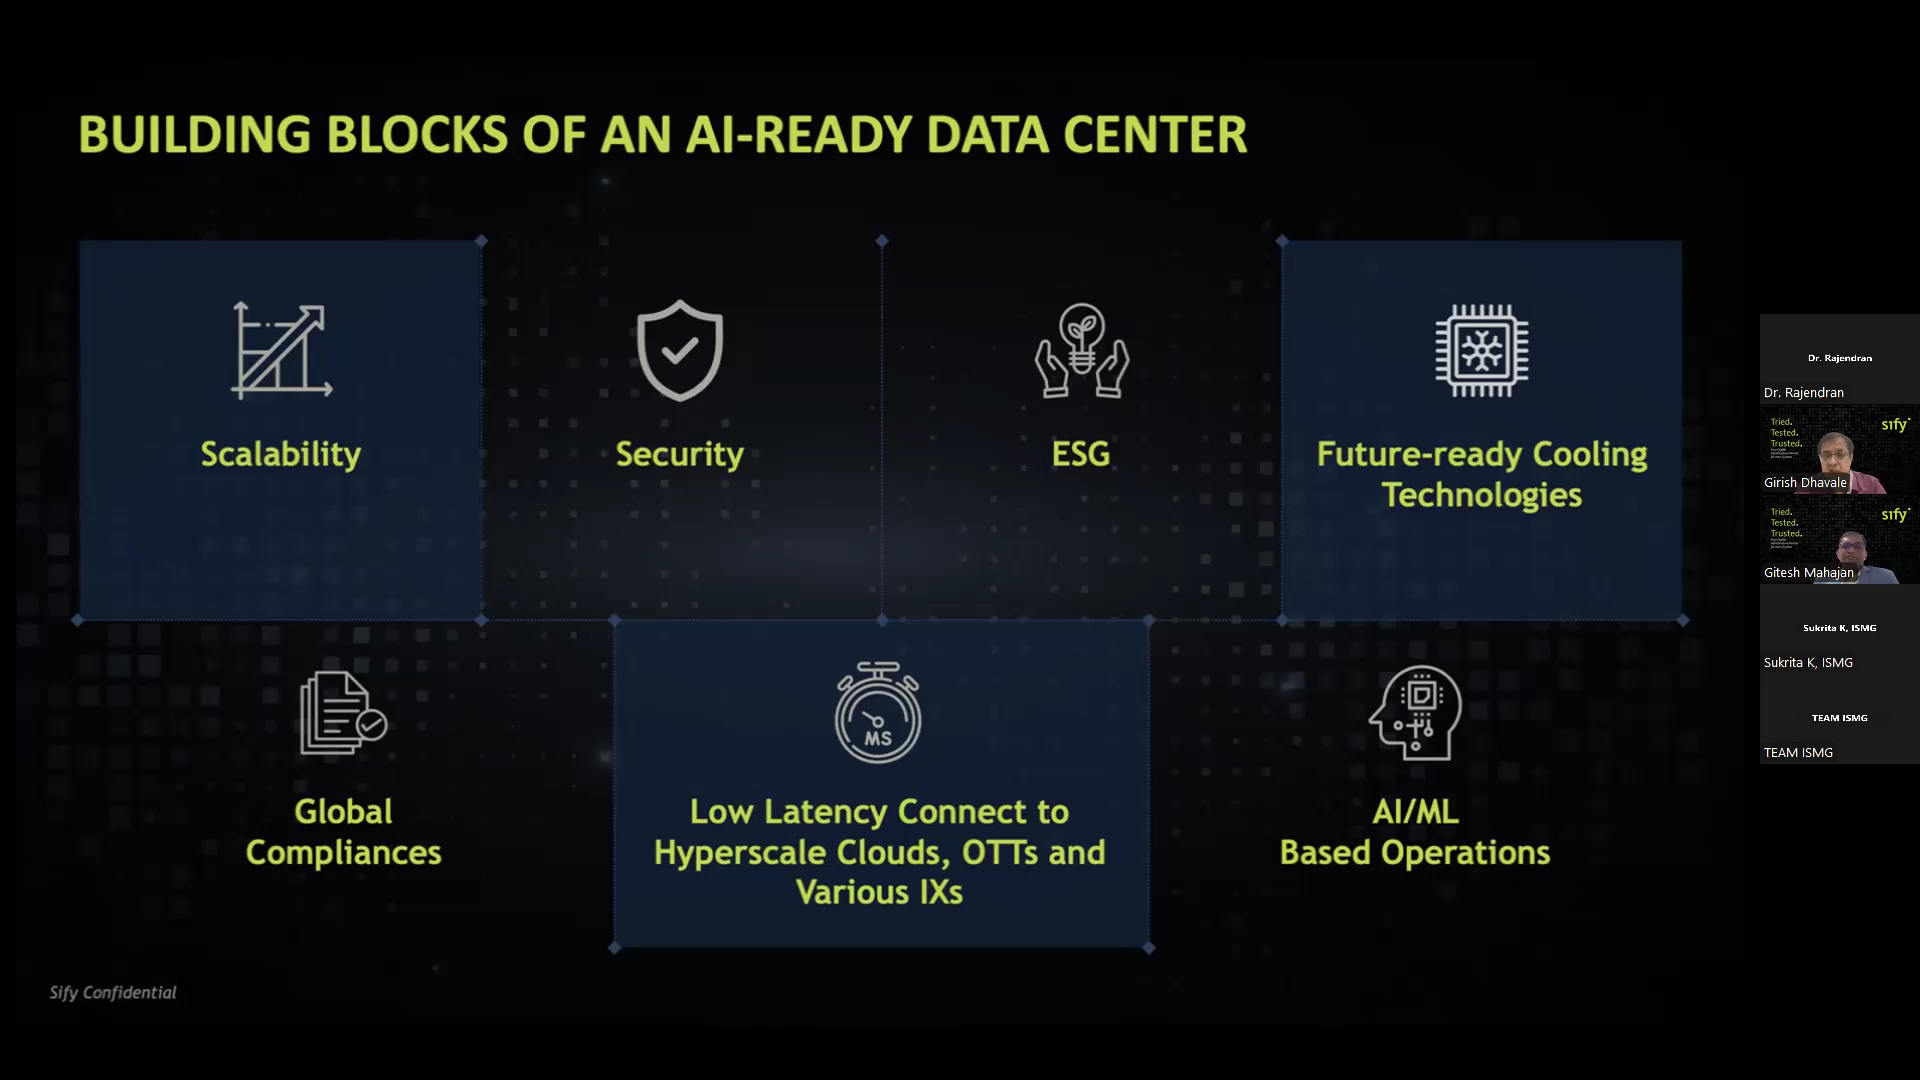 BUILDING BLOCKS OF AN AI-READY DATA CENTER
Scalability
Security
ESG
Future-ready Cooling
Technologies
MS
Global
Compliances
Low Latency Connect to
Hyperscale Clouds, OTTs and
Various IXs
AI/ML
Based Operations
Sify Confidential
Dr. Rajendran
Dr. Rajendran
Tried.
Tested.
Trusted.
sify
Girish Dhavale
Tried.
Tested.
Trusted.
sify
Gitesh Mahajan
Sukrita K, ISMG
Sukrita K, ISMG
TEAM ISMG
TEAM ISMG